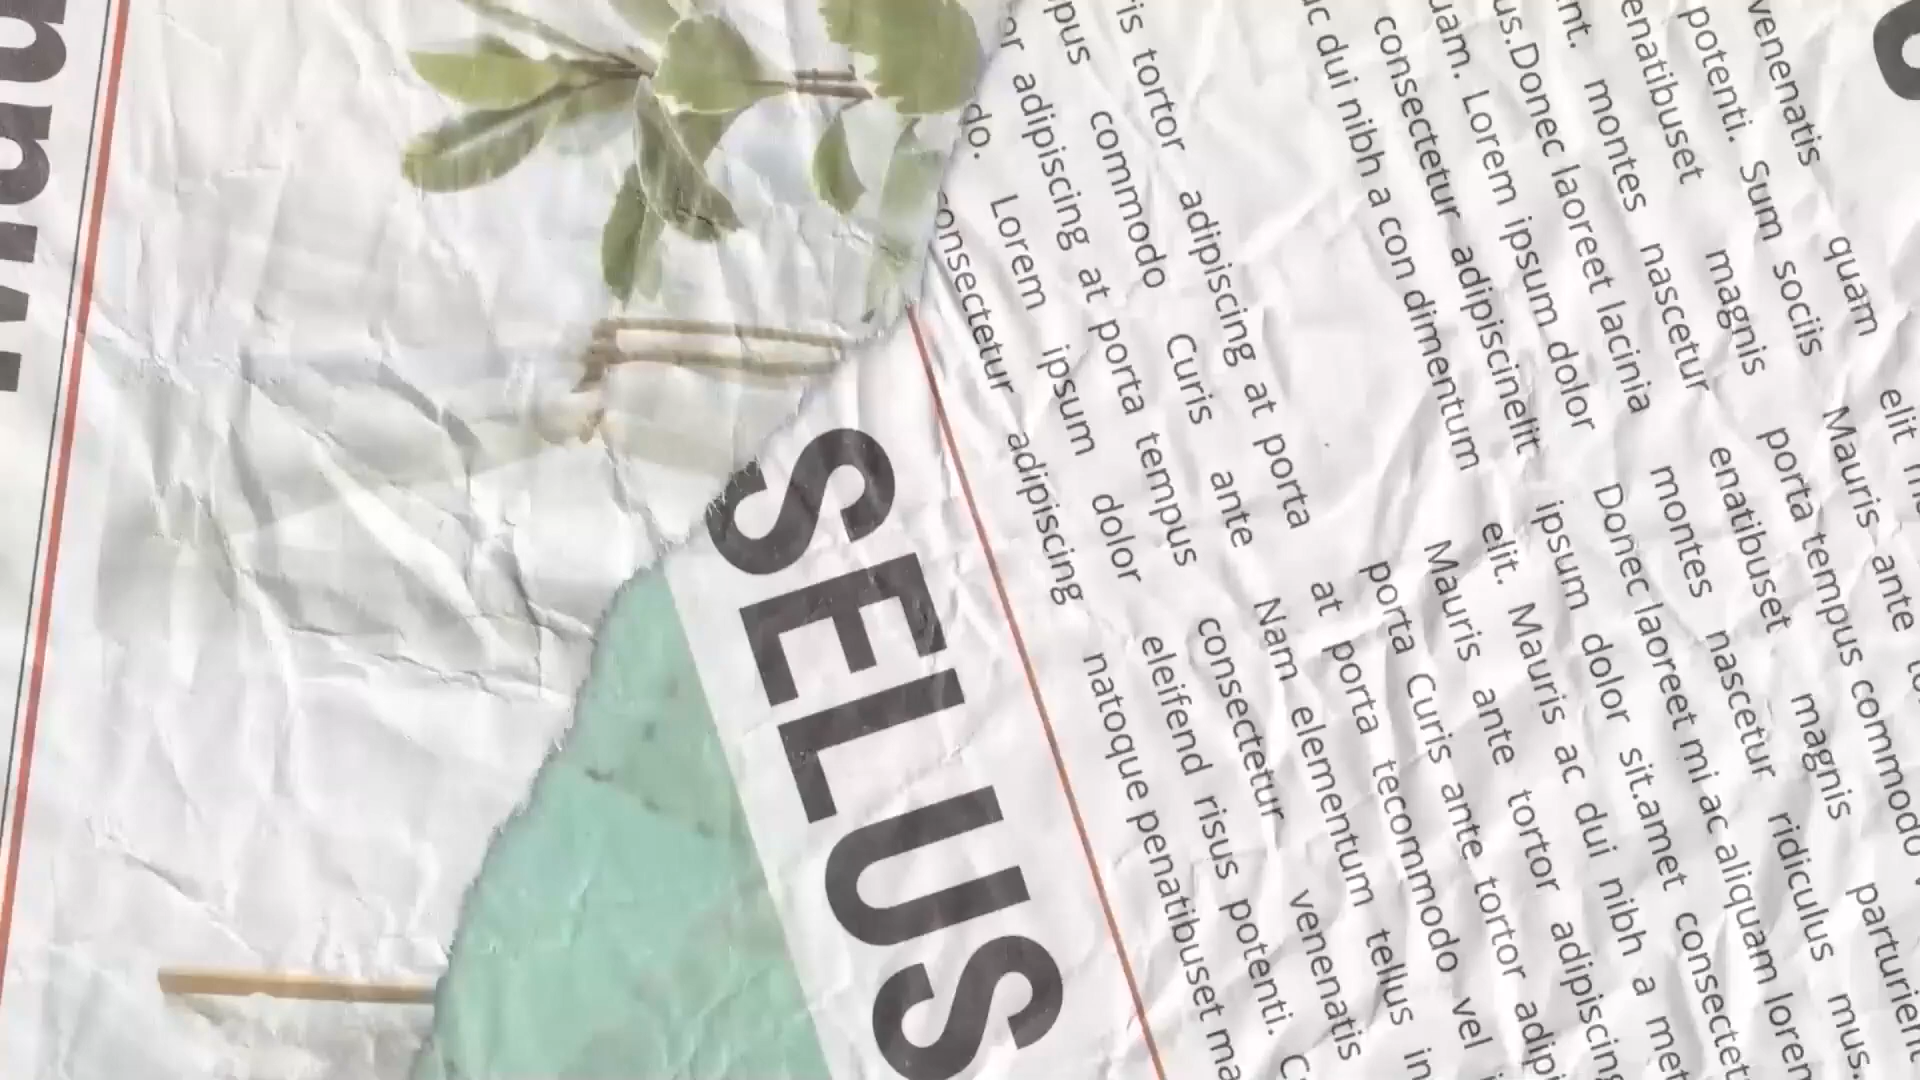 venenatis quam elit
potenti. Sum sociis Mauris ante
enatibuset magnis porta tempus commodo
nt. montes nascetur enatibuset magnis parturient
us.Donec laoreet lacinia montes nascetur ridiculus mus.
uam. Lorem ipsum dolor Donec laoreet mi ac aliquam lorem
consectetur adipiscinelit ipsum dolor sit.amet consectet
ac dui nibh a con dimentum elit. Mauris ac dui nibh a met
Mauris ante tortor adipiscing
porta Curis ante tortor adipi
ris tortor adipiscing at porta at porta tecommodo vel
pus commodo Curis ante Nam elementum tellus in
or adipiscing at porta tempus consectetur venenatis
do. Lorem ipsum dolor eleifend risus potenti.
consectetur adipiscing natoque penatibuset ma
SELUS